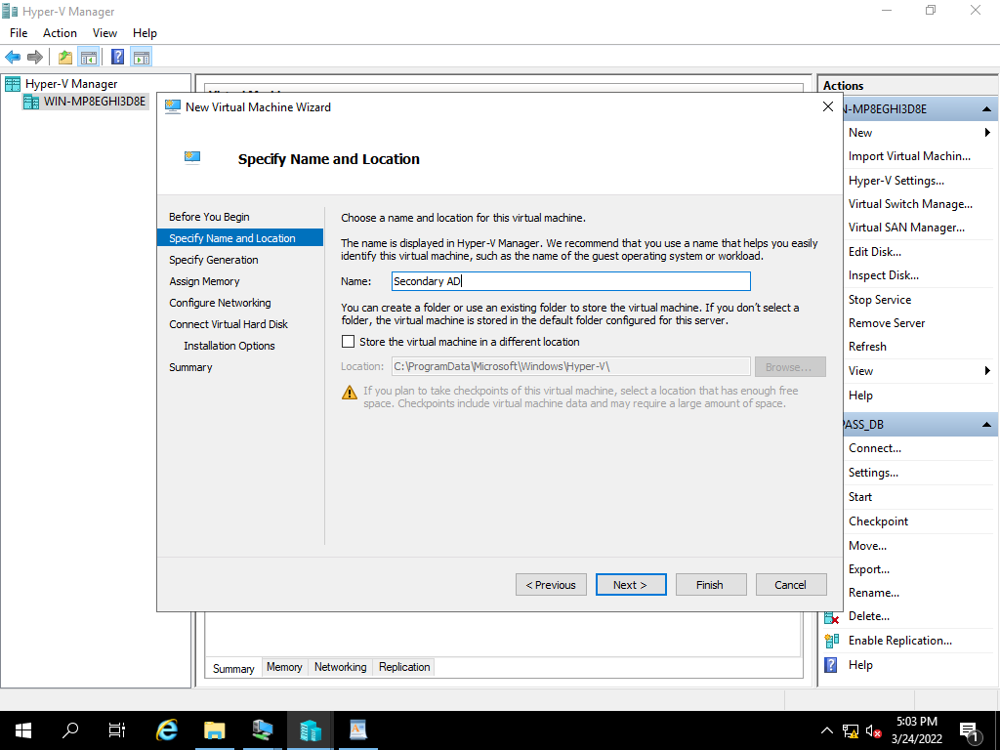 Hyper-V Manager
File Action View Help
Hyper-V Manager
WIN-MP8EGHI3D8E
New Virtual Machine Wizard
Specify Name and Location
Before You Begin
Specify Name and Location
Specify Generation
Assign Memory
Configure Networking
Connect Virtual Hard Disk
Installation Options
Summary
Choose a name and location for this virtual machine.
The name is displayed in Hyper-V Manager. We recommend that you use a name that helps you easily
identify this virtual machine, such as the name of the guest operating system or workload.
Name: Secondary AD
You can create a folder or use an existing folder to store the virtual machine. If you don't select a
folder, the virtual machine is stored in the default folder configured for this server.
Store the virtual machine in a different location
Location: C:\ProgramData\Microsoft\Windows\Hyper-V\ Browse...
If you plan to take checkpoints of this virtual machine, select a location that has enough free
space. Checkpoints include virtual machine data and may require a large amount of space.
< Previous Next > Finish Cancel
Summary Memory Networking Replication
Actions
N-MP8EGHI3D8E
New
Import Virtual Machin...
Hyper-V Settings...
Virtual Switch Manage...
Virtual SAN Manager...
Edit Disk...
Inspect Disk...
Stop Service
Remove Server
Refresh
View
Help
PASS_DB
Connect...
Settings...
Start
Checkpoint
Move...
Export...
Rename...
Delete...
Enable Replication...
Help
5:03 PM
3/24/2022
1